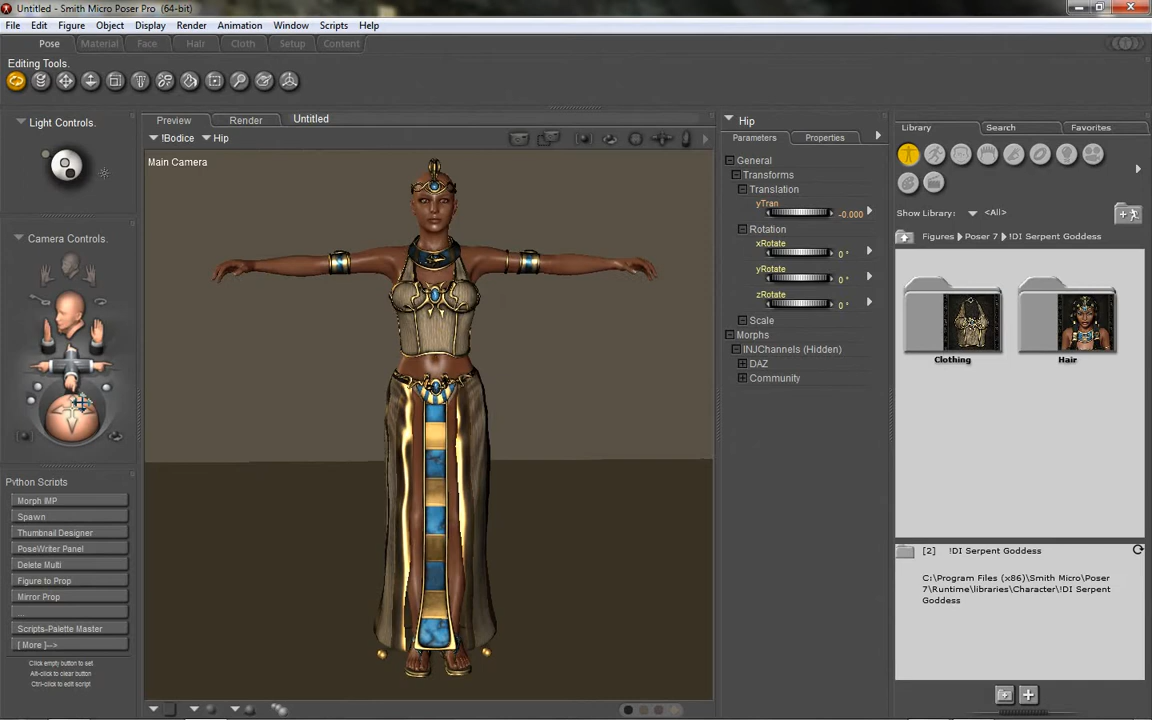 Untitled - Smith Micro Poser Pro (64-bit)
File Edit Figure Object Display Render Animation Window Scripts Help
Pose Material Face Hair Cloth Setup Content
Editing Tools.
Light Controls.
Preview Render Untitled
!Bodice Hip
Main Camera
Camera Controls.
Python Scripts
Morph IMP
Spawn
Thumbnail Designer
PoseWriter Panel
Delete Multi
Figure to Prop
Mirror Prop
...
Scripts-Palette Master
[ More ]-->
Click empty button to set
Alt-click to clear button
Ctrl-click to edit script
Hip
Parameters Properties
General
Transforms
Translation
yTran
-0.000
Rotation
xRotate
0 °
yRotate
0 °
zRotate
0 °
Scale
Morphs
INJChannels (Hidden)
DAZ
Community
Library Search Favorites
Show Library: <All>
Figures Poser 7 !DI Serpent Goddess
Clothing Hair
[2] !DI Serpent Goddess
C:\Program Files (x86)\Smith Micro\Poser
7\Runtime\libraries\Character\!DI Serpent
Goddess